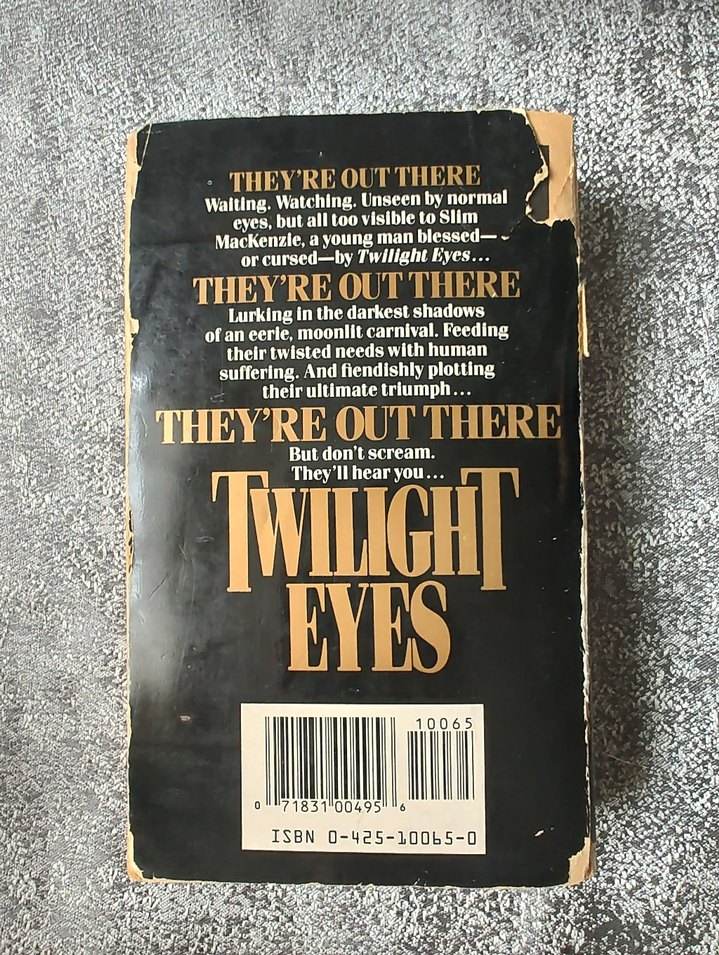 THEY'RE OUT THERE
Waiting. Watching. Unseen by normal
eyes, but all too visible to Slim
MacKenzie, a young man blessed—
or cursed—by Twilight Eyes...
THEY'RE OUT THERE
Lurking in the darkest shadows
of an eerie, moonlit carnival. Feeding
their twisted needs with human
suffering. And fiendishly plotting
their ultimate triumph...
THEY'RE OUT THERE
But don't scream.
They'll hear you...
TWILIGHT
EYES
10065
0 71831 00495 6
ISBN 0-425-10065-0